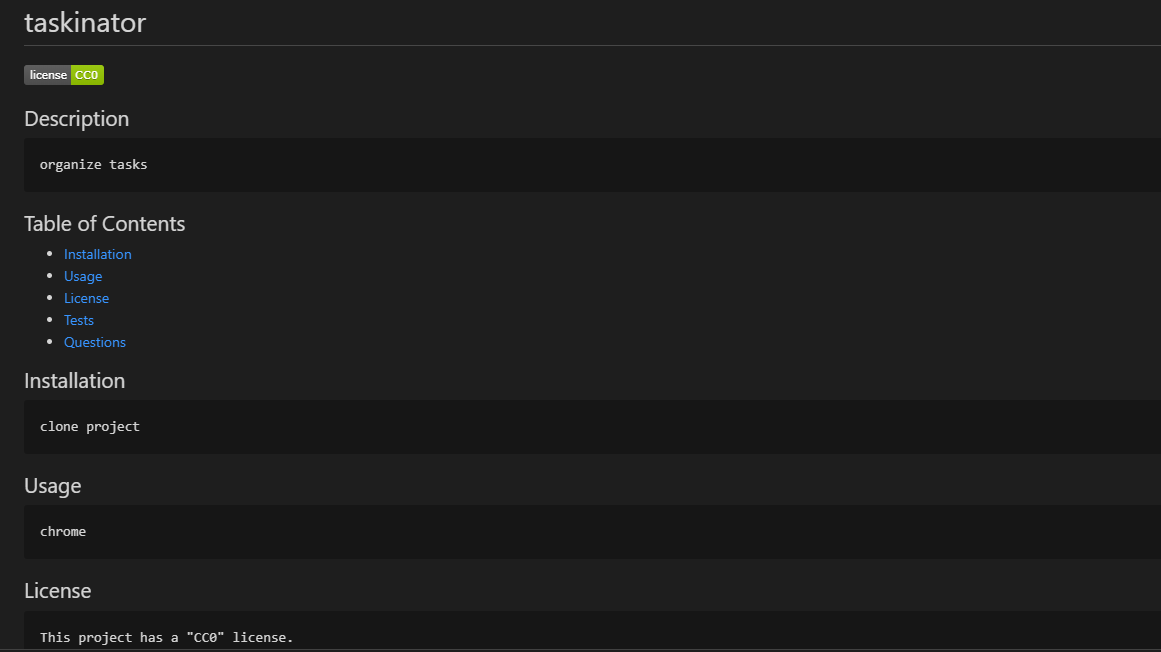 taskinator
license CC0
Description
organize tasks
Table of Contents
Installation
Usage
License
Tests
Questions
Installation
clone project
Usage
chrome
License
This project has a "CC0" license.